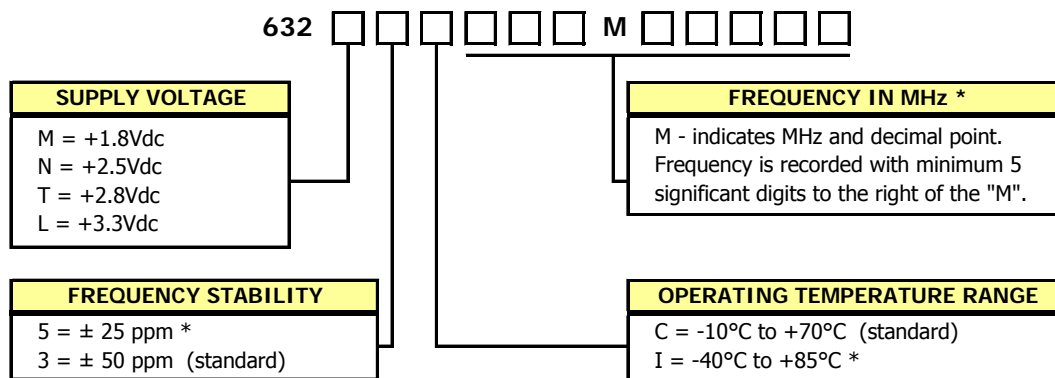 632 M
SUPPLY VOLTAGE
M = +1.8Vdc
N = +2.5Vdc
T = +2.8Vdc
L = +3.3Vdc
FREQUENCY IN MHz *
M - indicates MHz and decimal point.
Frequency is recorded with minimum 5
significant digits to the right of the "M".
FREQUENCY STABILITY
5 = ± 25 ppm *
3 = ± 50 ppm (standard)
OPERATING TEMPERATURE RANGE
C = -10°C to +70°C (standard)
I = -40°C to +85°C *